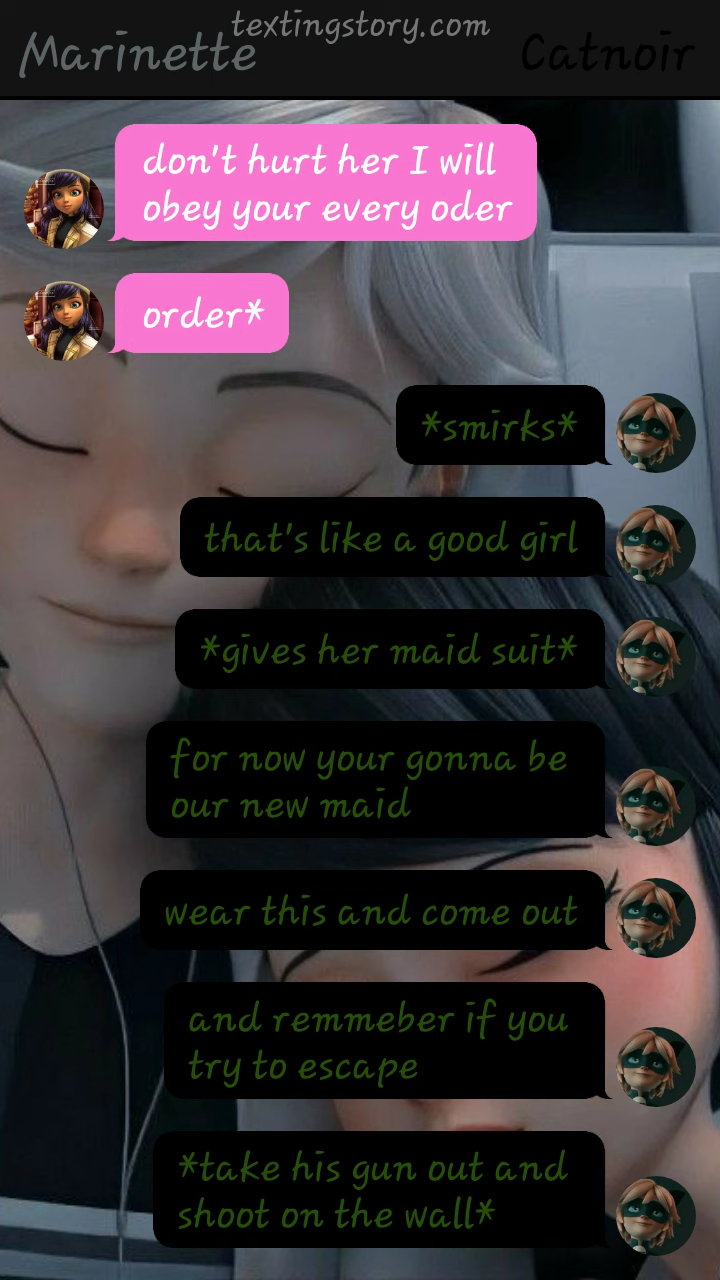 textingstory.com
Marinette
Catnoir
don't hurt her I will
obey your every oder
order*
*smirks*
that's like a good girl
*gives her maid suit*
for now your gonna be
our new maid
wear this and come out
and remmeber if you
try to escape
*take his gun out and
shoot on the wall*